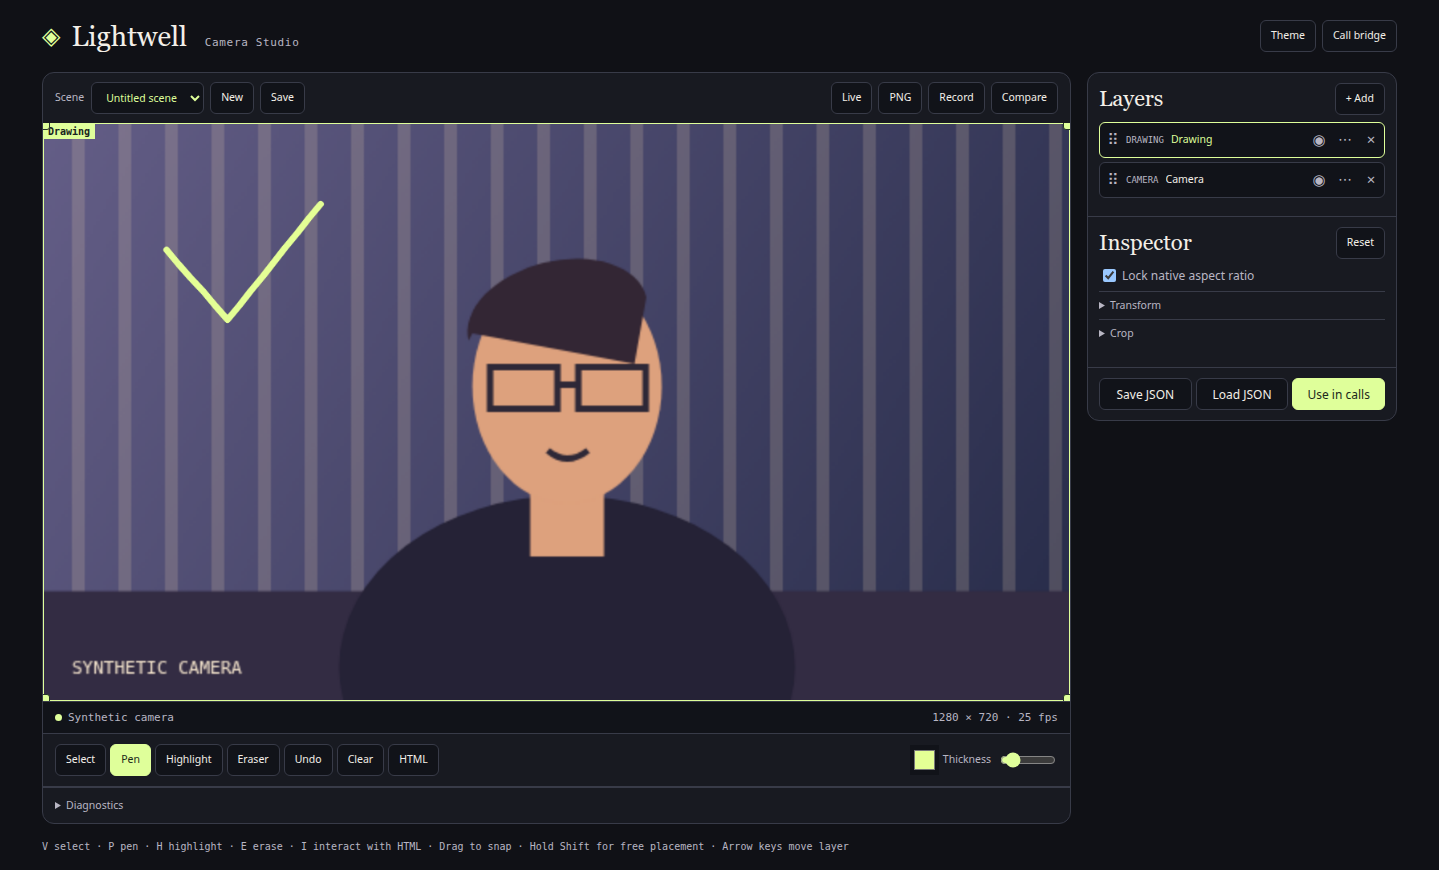 Lightwell Camera Studio Theme Call bridge
Scene Untitled scene New Save Live PNG Record Compare
Drawing
SYNTHETIC CAMERA
Synthetic camera 1280 × 720 · 25 fps
Select Pen Highlight Eraser Undo Clear HTML Thickness
Diagnostics
Layers + Add
DRAWING Drawing
CAMERA Camera
Inspector Reset
Lock native aspect ratio
Transform
Crop
Save JSON Load JSON Use in calls
V select · P pen · H highlight · E erase · I interact with HTML · Drag to snap · Hold Shift for free placement · Arrow keys move layer